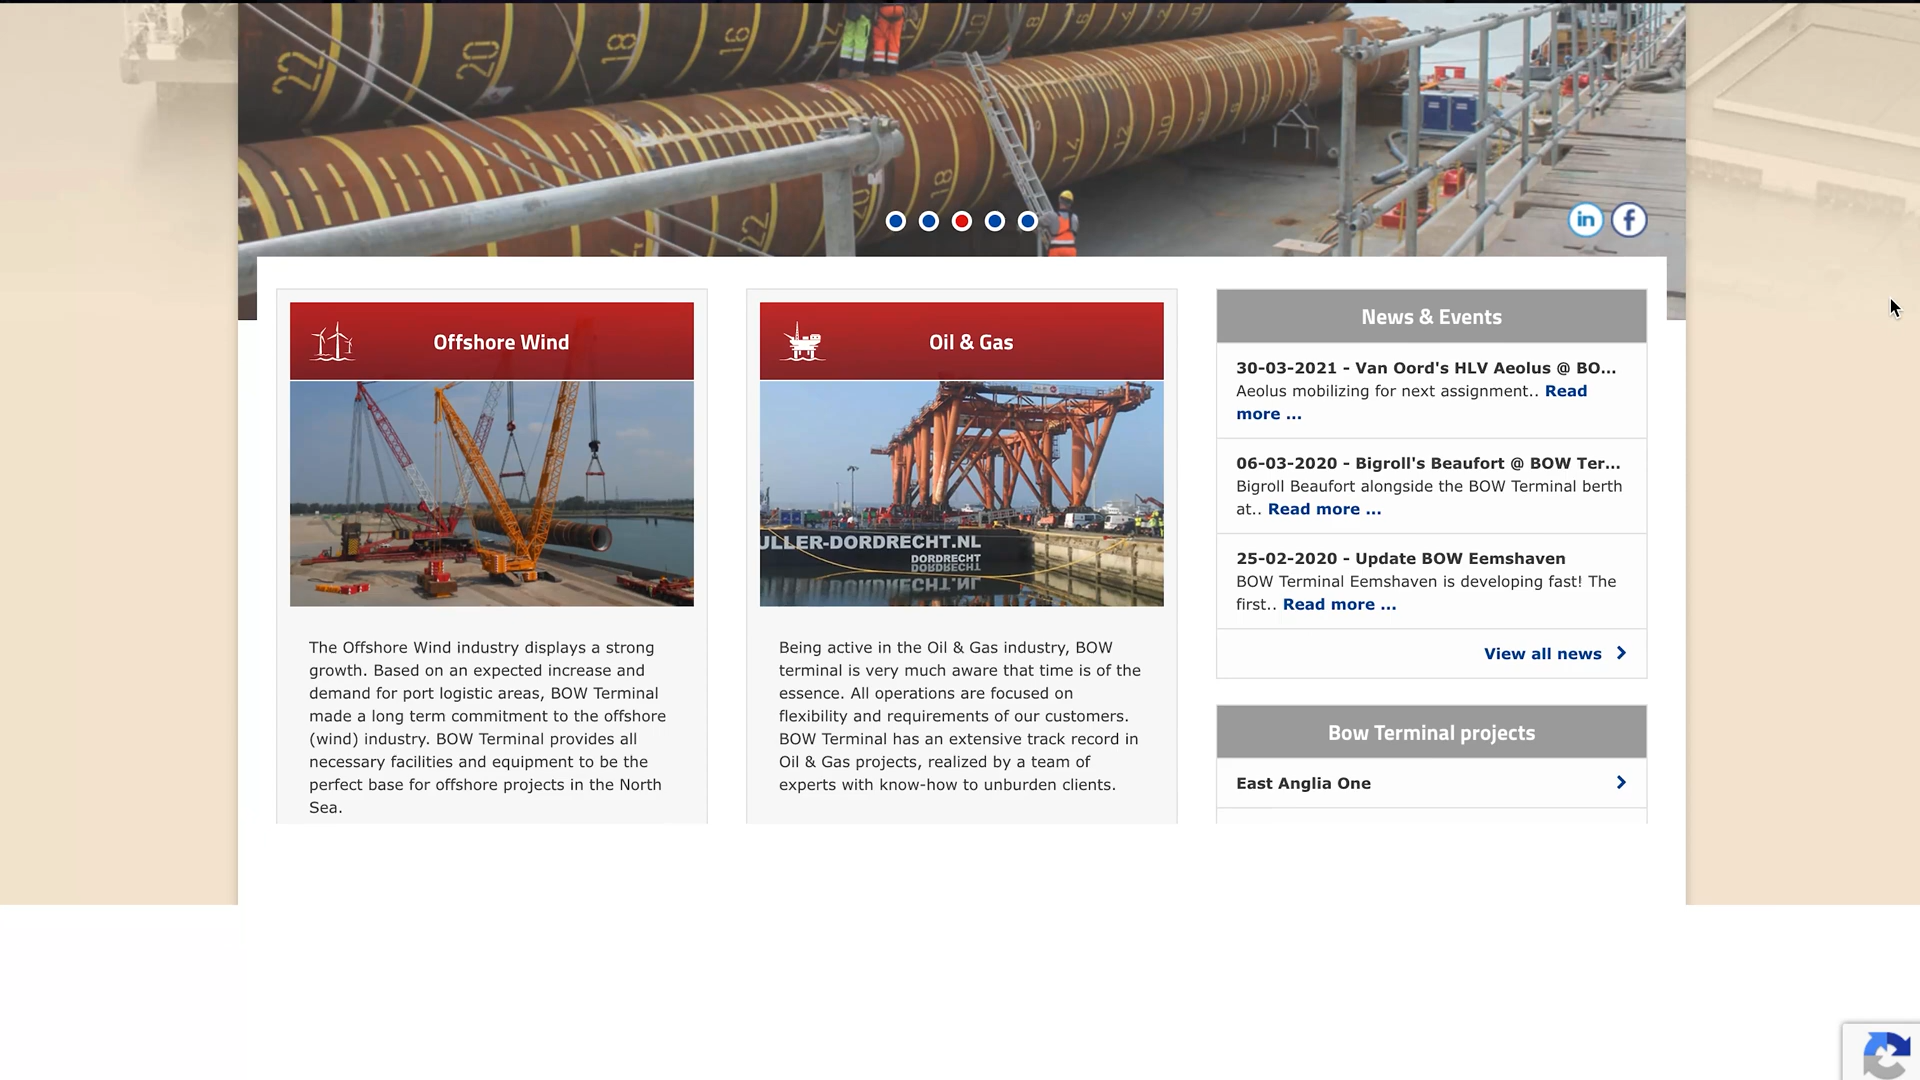 22
20
18
16
14
12
10
8
18
14
12
10
22
20
in
f
Offshore Wind
The Offshore Wind industry displays a strong
growth. Based on an expected increase and
demand for port logistic areas, BOW Terminal
made a long term commitment to the offshore
(wind) industry. BOW Terminal provides all
necessary facilities and equipment to be the
perfect base for offshore projects in the North
Sea.
Oil & Gas
ULLER-DORDRECHT.NL
DORDRECHT
Being active in the Oil & Gas industry, BOW
terminal is very much aware that time is of the
essence. All operations are focused on
flexibility and requirements of our customers.
BOW Terminal has an extensive track record in
Oil & Gas projects, realized by a team of
experts with know-how to unburden clients.
News & Events
30-03-2021 - Van Oord's HLV Aeolus @ BO...
Aeolus mobilizing for next assignment.. Read
more ...
06-03-2020 - Bigroll's Beaufort @ BOW Ter...
Bigroll Beaufort alongside the BOW Terminal berth
at.. Read more ...
25-02-2020 - Update BOW Eemshaven
BOW Terminal Eemshaven is developing fast! The
first.. Read more ...
View all news
Bow Terminal projects
East Anglia One